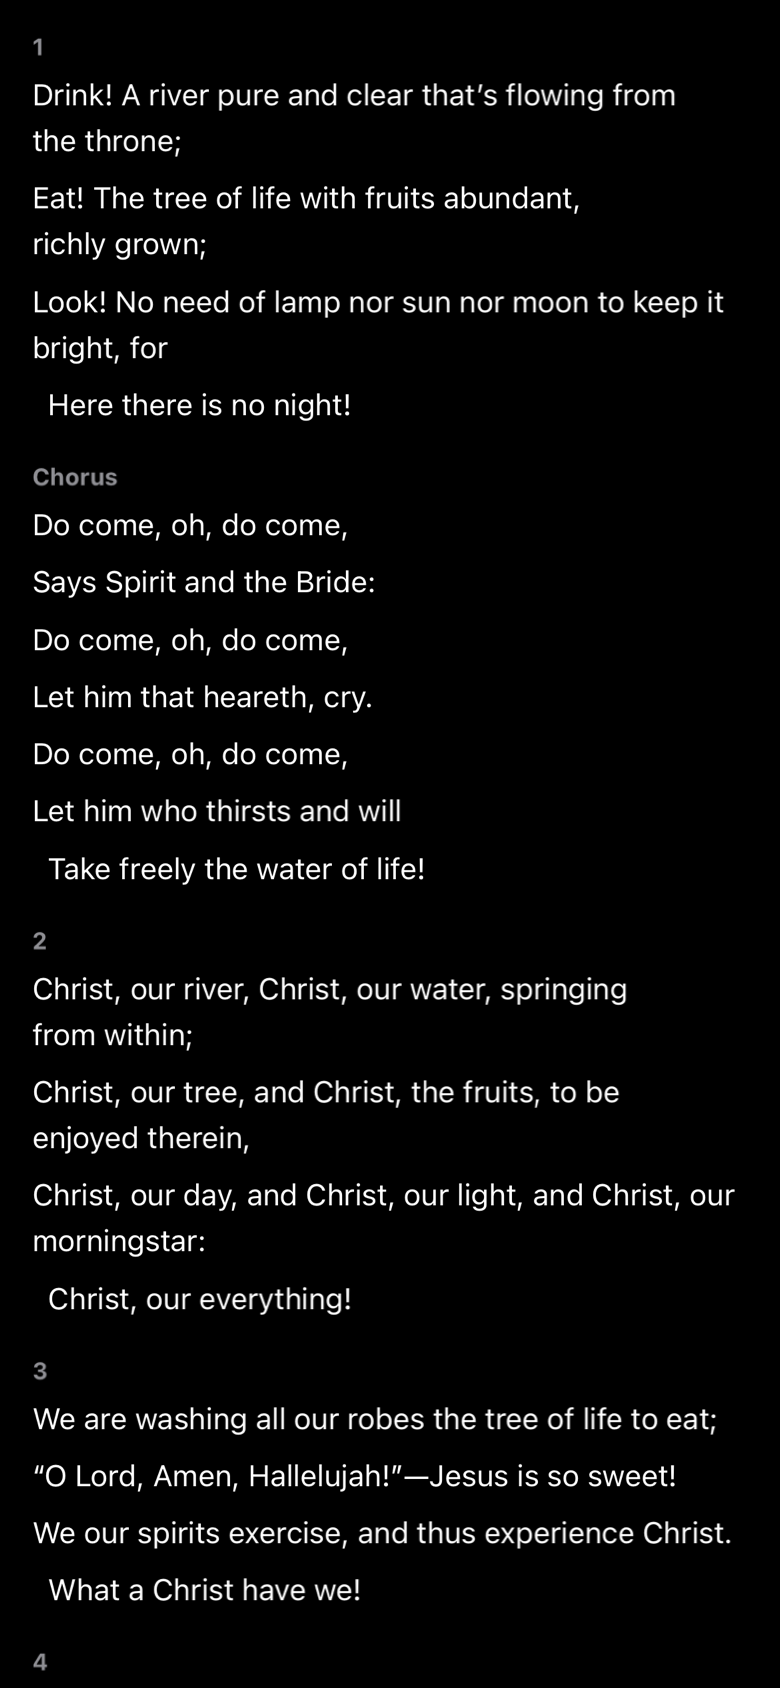 1
Drink! A river pure and clear that’s flowing from
the throne;
Eat! The tree of life with fruits abundant,
richly grown;
Look! No need of lamp nor sun nor moon to keep it
bright, for
Here there is no night!
Chorus
Do come, oh, do come,
Says Spirit and the Bride:
Do come, oh, do come,
Let him that heareth, cry.
Do come, oh, do come,
Let him who thirsts and will
Take freely the water of life!
2
Christ, our river, Christ, our water, springing
from within;
Christ, our tree, and Christ, the fruits, to be
enjoyed therein,
Christ, our day, and Christ, our light, and Christ, our
morningstar:
Christ, our everything!
3
We are washing all our robes the tree of life to eat;
“O Lord, Amen, Hallelujah!”—Jesus is so sweet!
We our spirits exercise, and thus experience Christ.
What a Christ have we!
4